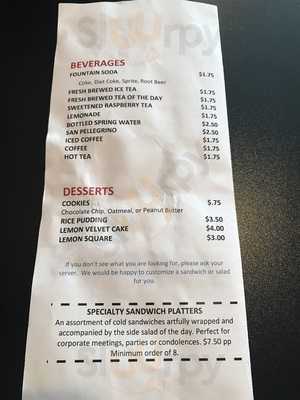 BEVERAGES
FOUNTAIN SODA $1.75
Coke, Diet Coke, Sprite, Root Beer
FRESH BREWED ICE TEA $1.75
FRESH BREWED TEA OF THE DAY $1.75
SWEETENED RASPBERRY TEA $1.75
LEMONADE $1.75
BOTTLED SPRING WATER $2.50
SAN PELLEGRINO $2.50
ICED COFFEE $1.75
COFFEE $1.75
HOT TEA $1.75
DESSERTS
COOKIES $.75
Chocolate Chip, Oatmeal, or Peanut Butter
RICE PUDDING $3.50
LEMON VELVET CAKE $4.00
LEMON SQUARE $3.00
If you don't see what you are looking for, please ask your
server. We would be happy to customize a sandwich or salad
for you.
SPECIALTY SANDWICH PLATTERS
An assortment of cold sandwiches artfully wrapped and
accompanied by the side salad of the day. Perfect for
corporate meetings, parties or condolences. $7.50 pp
Minimum order of 8.